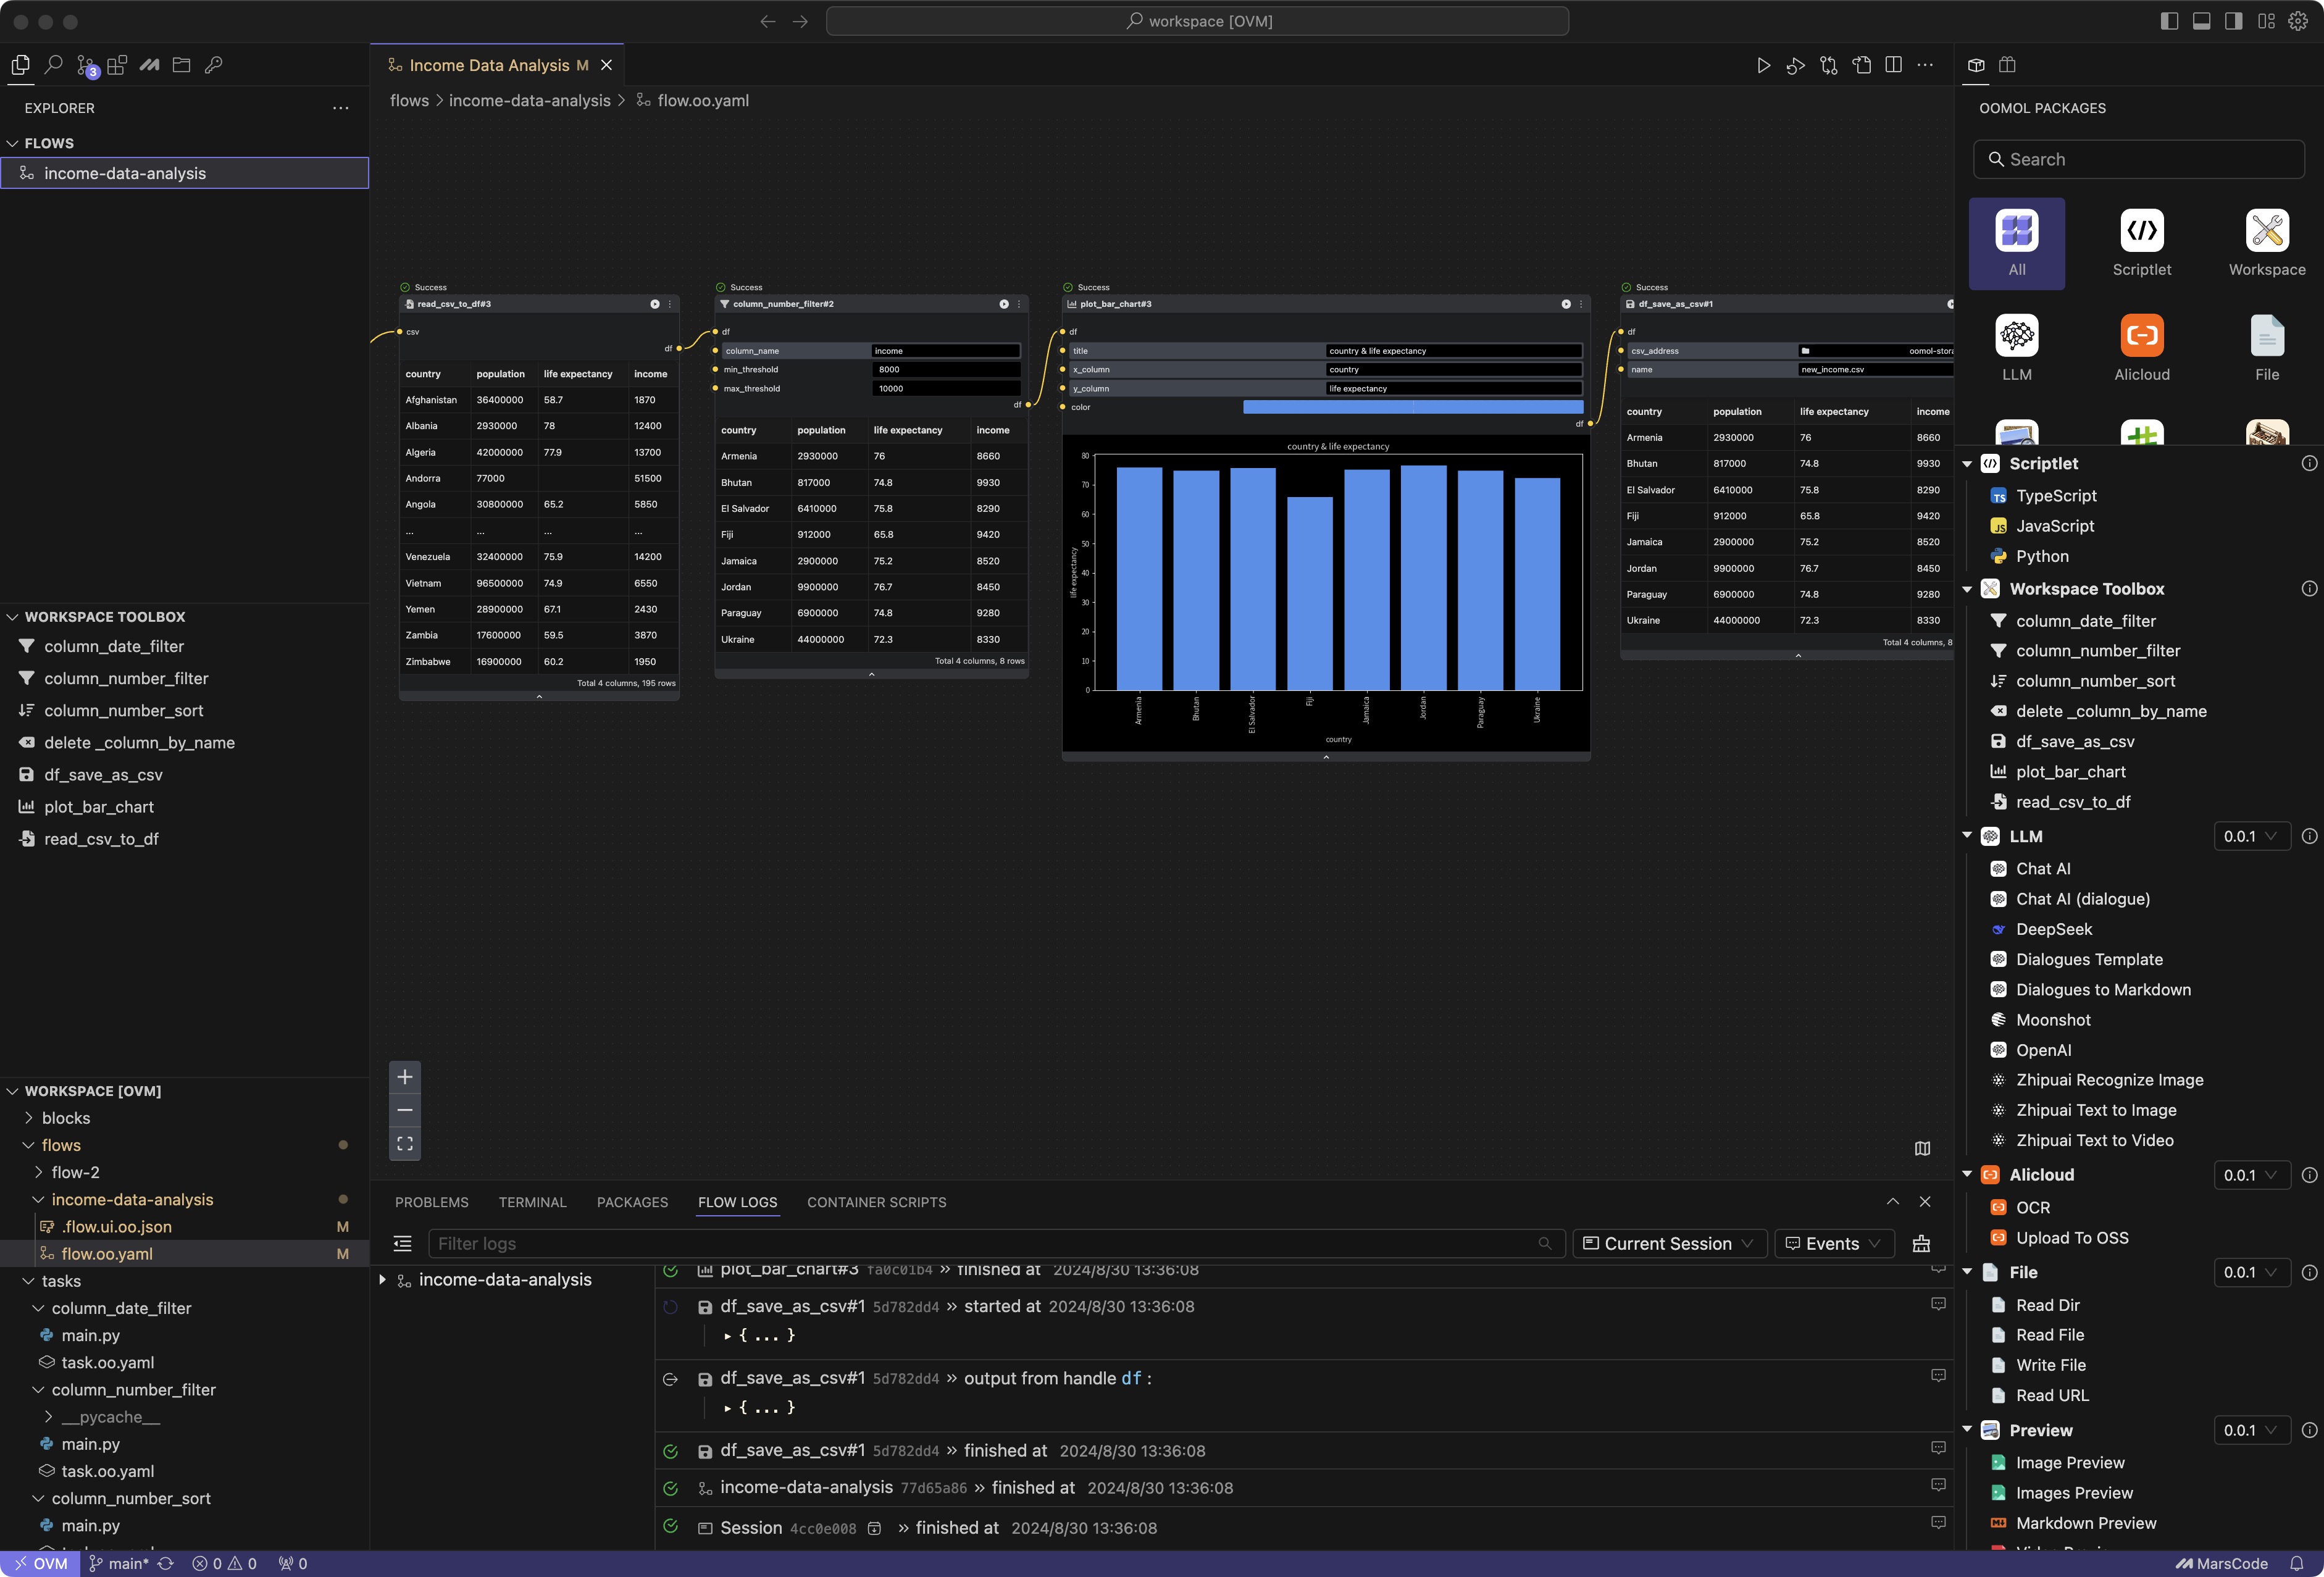 workspace [OVM]
3
EXPLORER
FLOWS
income-data-analysis
WORKSPACE TOOLBOX
column_date_filter
column_number_filter
column_number_sort
delete _column_by_name
df_save_as_csv
plot_bar_chart
read_csv_to_df
WORKSPACE [OVM]
blocks
flows
flow-2
income-data-analysis
.flow.ui.oo.json M
flow.oo.yaml M
tasks
column_date_filter
main.py
task.oo.yaml
column_number_filter
__pycache__
main.py
task.oo.yaml
column_number_sort
main.py
Income Data Analysis M
flows > income-data-analysis > flow.oo.yaml
Success
read_csv_to_df#3
csv
df
country population life expectancy income
Afghanistan 36400000 58.7 1870
Albania 2930000 78 12400
Algeria 42000000 77.9 13700
Andorra 77000 51500
Angola 30800000 65.2 5850
... ... ... ...
Venezuela 32400000 75.9 14200
Vietnam 96500000 74.9 6550
Yemen 28900000 67.1 2430
Zambia 17600000 59.5 3870
Zimbabwe 16900000 60.2 1950
Total 4 columns, 195 rows
Success
column_number_filter#2
df
column_name income
min_threshold 8000
max_threshold 10000
df
country population life expectancy income
Armenia 2930000 76 8660
Bhutan 817000 74.8 9930
El Salvador 6410000 75.8 8290
Fiji 912000 65.8 9420
Jamaica 2900000 75.2 8520
Jordan 9900000 76.7 8450
Paraguay 6900000 74.8 9280
Ukraine 44000000 72.3 8330
Total 4 columns, 8 rows
Success
plot_bar_chart#3
df
title country & life expectancy
x_column country
y_column life expectancy
color
df
country & life expectancy
80
70
60
50
40
30
20
10
0
life expectancy
Armenia
Bhutan
El Salvador
Fiji
Jamaica
Jordan
Paraguay
Ukraine
country
Success
df_save_as_csv#1
df
csv_address oomol-stora
name new_income.csv
country population life expectancy income
Armenia 2930000 76 8660
Bhutan 817000 74.8 9930
El Salvador 6410000 75.8 8290
Fiji 912000 65.8 9420
Jamaica 2900000 75.2 8520
Jordan 9900000 76.7 8450
Paraguay 6900000 74.8 9280
Ukraine 44000000 72.3 8330
Total 4 columns, 8
PROBLEMS TERMINAL PACKAGES FLOW LOGS CONTAINER SCRIPTS
Filter logs
Current Session
Events
income-data-analysis
plot_bar_chart#3 fa0c01b4 » finished at 2024/8/30 13:36:08
df_save_as_csv#1 5d782dd4 » started at 2024/8/30 13:36:08
{ ... }
df_save_as_csv#1 5d782dd4 » output from handle df :
{ ... }
df_save_as_csv#1 5d782dd4 » finished at 2024/8/30 13:36:08
income-data-analysis 77d65a86 » finished at 2024/8/30 13:36:08
Session 4cc0e008 » finished at 2024/8/30 13:36:08
OOMOL PACKAGES
Search
All
Scriptlet
Workspace
LLM
Alicloud
File
Scriptlet
TS TypeScript
JS JavaScript
Python
Workspace Toolbox
column_date_filter
column_number_filter
column_number_sort
delete _column_by_name
df_save_as_csv
plot_bar_chart
read_csv_to_df
LLM 0.0.1
Chat AI
Chat AI (dialogue)
DeepSeek
Dialogues Template
Dialogues to Markdown
Moonshot
OpenAI
Zhipuai Recognize Image
Zhipuai Text to Image
Zhipuai Text to Video
Alicloud 0.0.1
OCR
Upload To OSS
File 0.0.1
Read Dir
Read File
Write File
Read URL
Preview 0.0.1
Image Preview
Images Preview
Markdown Preview
OVM main* 0 0 0
MarsCode